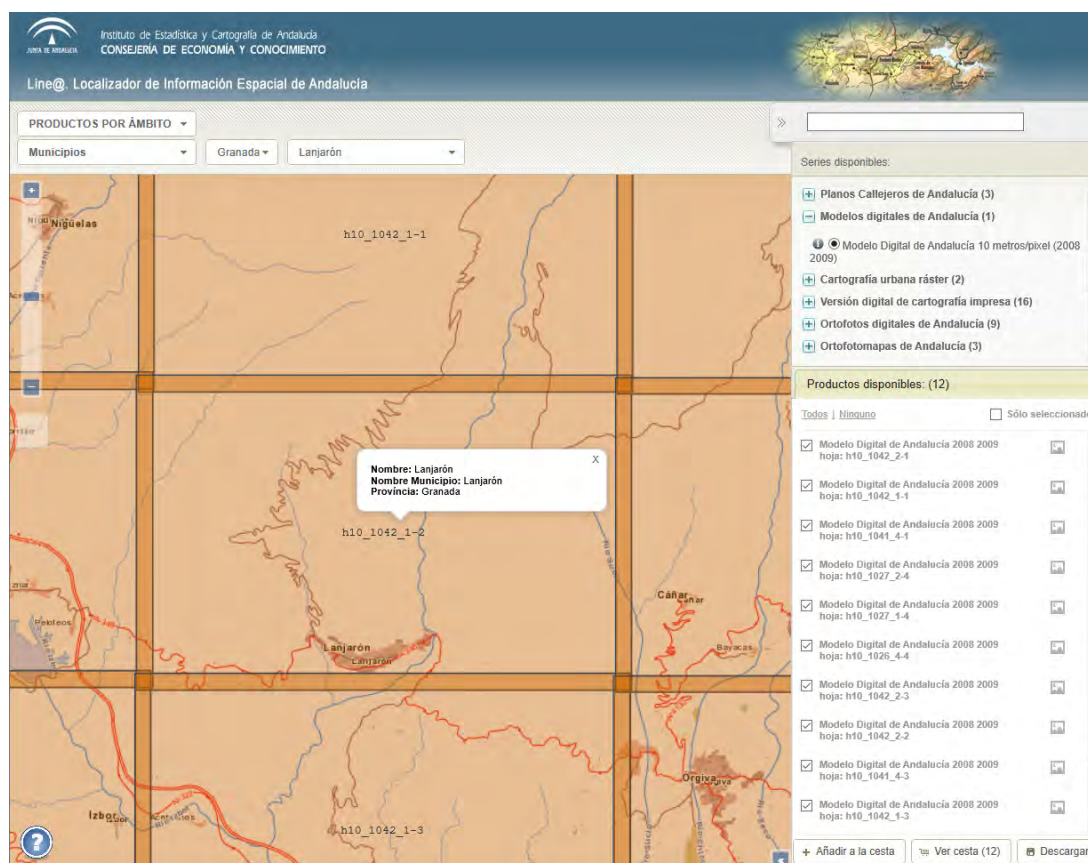 JUNTA DE ANDALUCIA
Instituto de Estadística y Cartografía de Andalucía
CONSEJERÍA DE ECONOMÍA Y CONOCIMIENTO
Line@. Localizador de Información Espacial de Andalucía
PRODUCTOS POR ÁMBITO
Municipios
Granada
Lanjarón
Series disponibles:
+ Planos Callejeros de Andalucía (3)
Modelos digitales de Andalucía (1)
Modelo Digital de Andalucía 10 metros/pixel (2008
2009)
+ Cartografía urbana ráster (2)
+ Versión digital de cartografía impresa (16)
+ Ortofotos digitales de Andalucía (9)
+ Ortofotomapas de Andalucía (3)
Productos disponibles: (12)
Todos | Ninguno
Sólo seleccionado
Modelo Digital de Andalucía 2008 2009
hoja: h10_1042_2-1
Modelo Digital de Andalucía 2008 2009
hoja: h10_1042_1-1
Modelo Digital de Andalucía 2008 2009
hoja: h10_1041_4-1
Modelo Digital de Andalucía 2008 2009
hoja: h10_1027_2-4
Modelo Digital de Andalucía 2008 2009
hoja: h10_1027_1-4
Modelo Digital de Andalucía 2008 2009
hoja: h10_1026_4-4
Modelo Digital de Andalucía 2008 2009
hoja: h10_1042_2-3
Modelo Digital de Andalucía 2008 2009
hoja: h10_1042_2-2
Modelo Digital de Andalucía 2008 2009
hoja: h10_1041_4-3
Modelo Digital de Andalucía 2008 2009
hoja: h10_1042_1-3
+ Añadir a la cesta
Ver cesta (12)
Descargar
Nigüelas
h10_1042_1-1
x
Nombre: Lanjarón
Nombre Municipio: Lanjarón
Província: Granada
h10_1042_1-2
Cáñar
Lanjarón
Lanjarón
Bayacas
Orgiva
Izbor
h10_1042_1-3
?